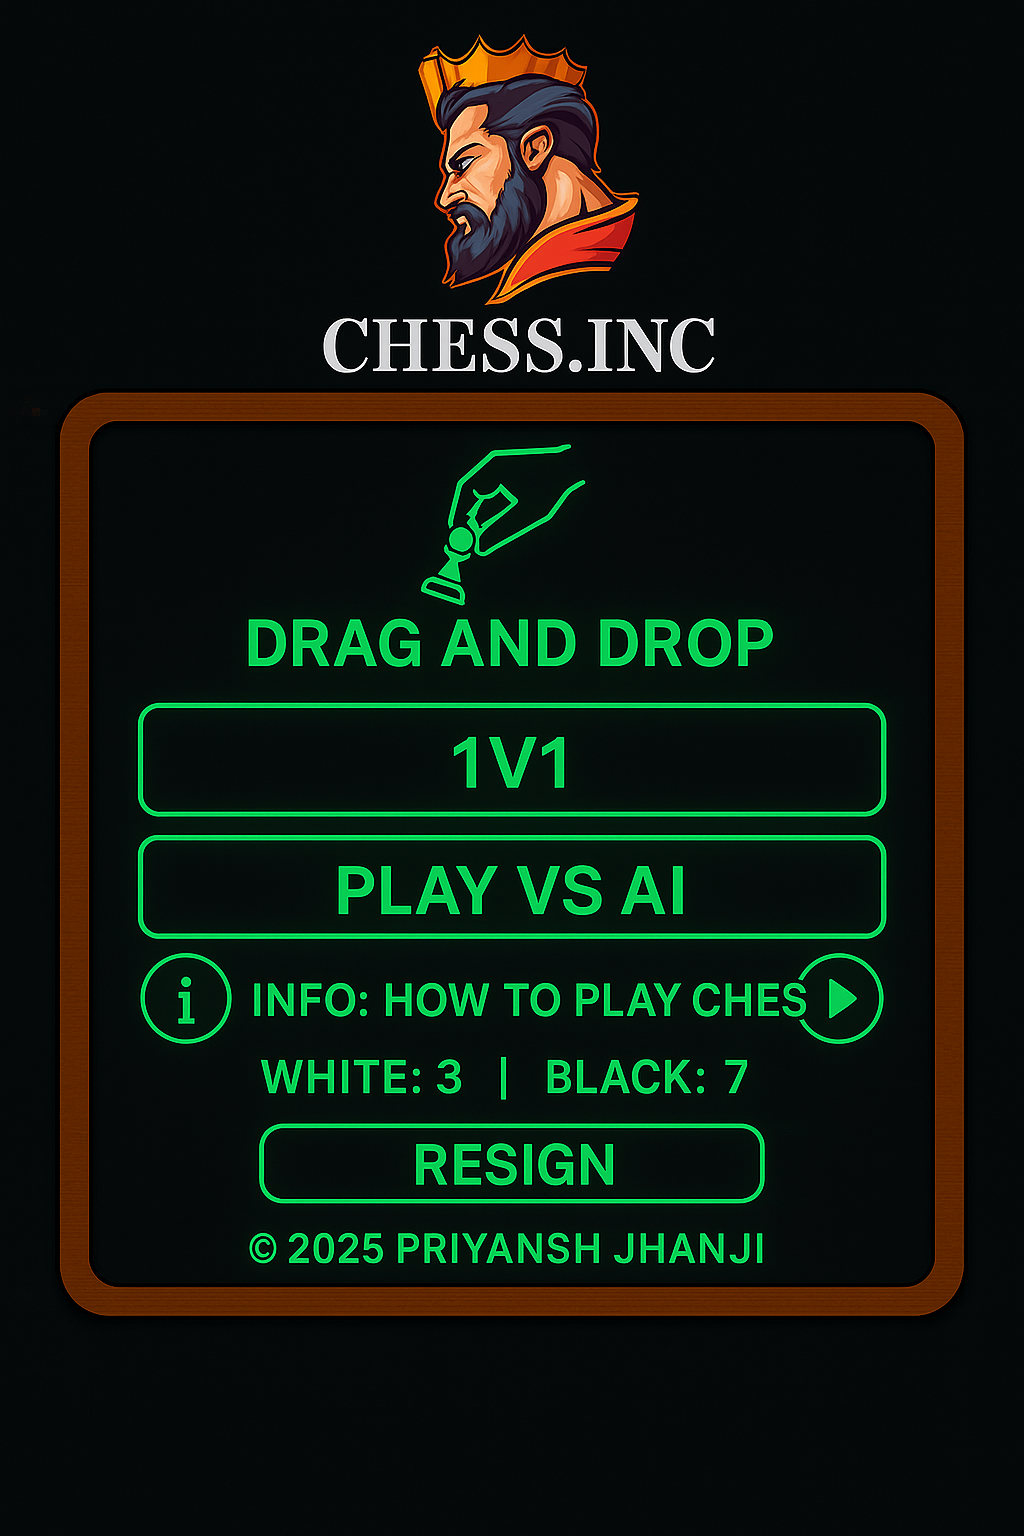 CHESS.INC
DRAG AND DROP
1V1
PLAY VS AI
i INFO: HOW TO PLAY CHES
WHITE: 3 | BLACK: 7
RESIGN
© 2025 PRIYANSH JHANJI